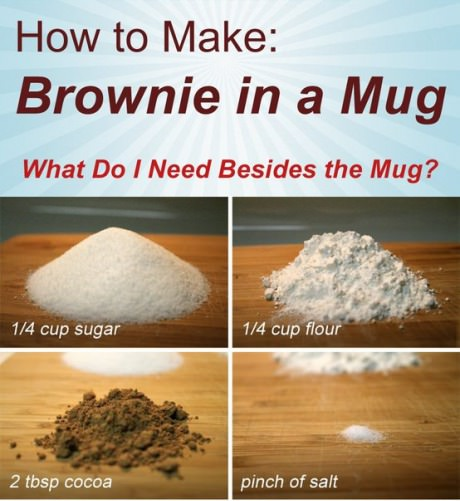 How to Make:
Brownie in a Mug
What Do I Need Besides the Mug?
1/4 cup sugar
1/4 cup flour
2 tbsp cocoa
pinch of salt